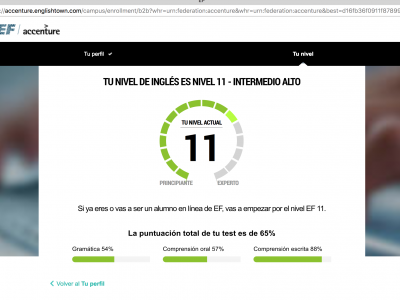 EF
//accenture.englishtown.com/campus/enrollment/b2b?whr=urn:federation:accenture&whr=urn:federation:accenture&best=d16fb36f0911f87899
EF accenture
Tu perfil ✓
Tu nivel
TU NIVEL DE INGLÉS ES NIVEL 11 - INTERMEDIO ALTO
TU NIVEL ACTUAL
11
PRINCIPIANTE EXPERTO
Si ya eres o vas a ser un alumno en línea de EF, vas a empezar por el nivel EF 11.
La puntuación total de tu test es de 65%
Gramática 54% Comprensión oral 57% Comprensión escrita 88%
< Volver al Tu perfil